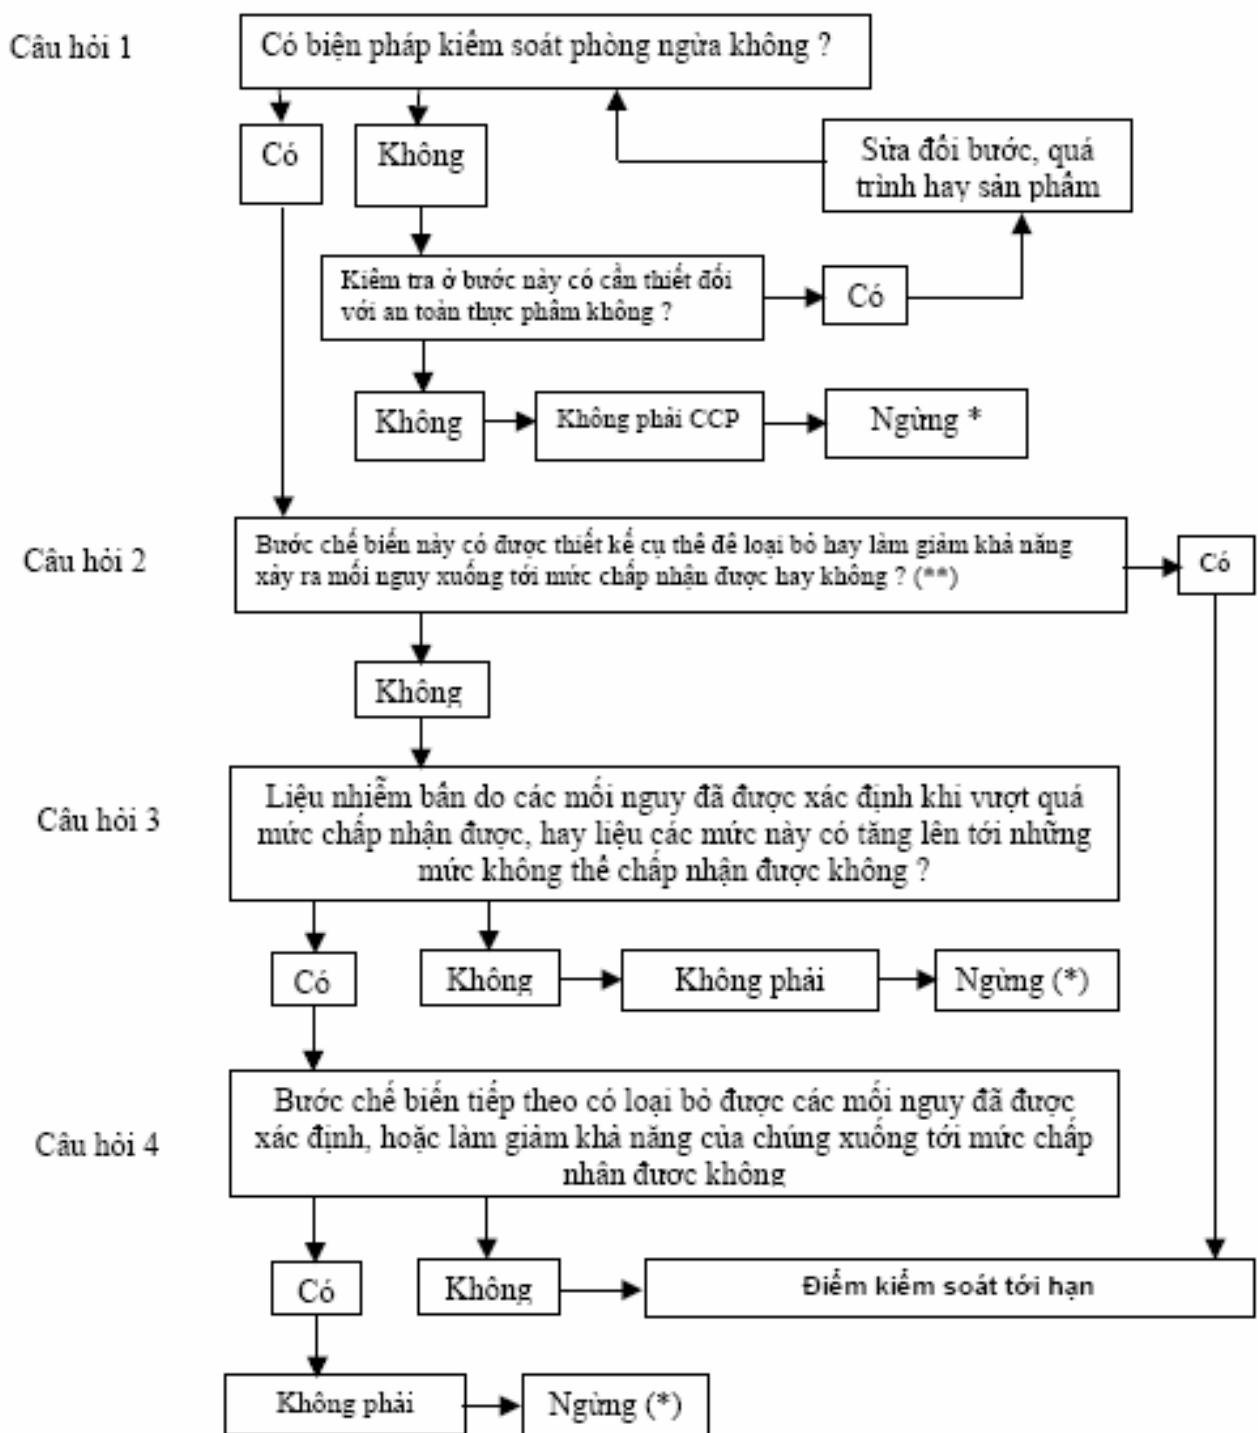 Câu hỏi 1
Có biện pháp kiểm soát phòng ngừa không ?
Có
Không
Sửa đổi bước, quá
trình hay sản phẩm
Kiểm tra ở bước này có cần thiết đối
với an toàn thực phẩm không ?
Có
Không
Không phải CCP
Ngừng *
Câu hỏi 2
Bước chế biến này có được thiết kế cụ thể để loại bỏ hay làm giảm khả năng
xảy ra mối nguy xuống tới mức chấp nhận được hay không ? (**)
Có
Không
Câu hỏi 3
Liệu nhiễm bẩn do các mối nguy đã được xác định khi vượt quá
mức chấp nhận được, hay liệu các mức này có tăng lên tới những
mức không thể chấp nhận được không ?
Có
Không
Không phải
Ngừng (*)
Câu hỏi 4
Bước chế biến tiếp theo có loại bỏ được các mối nguy đã được
xác định, hoặc làm giảm khả năng của chúng xuống tới mức chấp
nhận được không
Có
Không
Điểm kiểm soát tới hạn
Không phải
Ngừng (*)